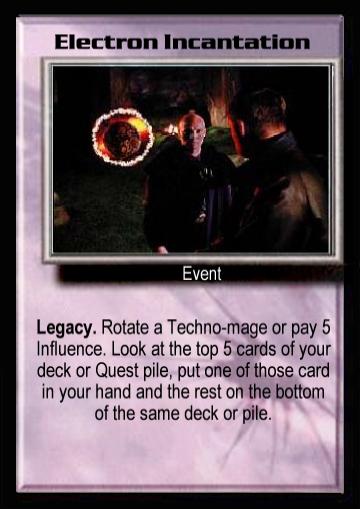 Electron Incantation
Event
Legacy. Rotate a Techno-mage or pay 5
Influence. Look at the top 5 cards of your
deck or Quest pile, put one of those card
in your hand and the rest on the bottom
of the same deck or pile.